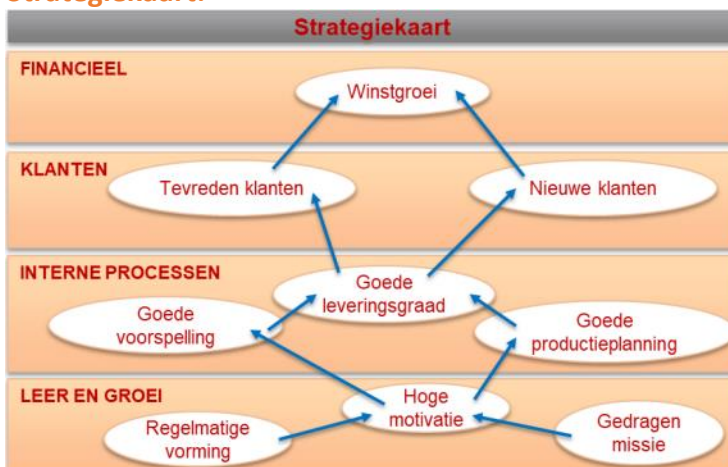 Strategiekaart
FINANCIEEL
Winstgroei
KLANTEN
Tevreden klanten
Nieuwe klanten
INTERNE PROCESSEN
Goede
leveringsgraad
Goede
voorspelling
Goede
productieplanning
LEER EN GROEI
Hoge
motivatie
Regelmatige
vorming
Gedragen
missie